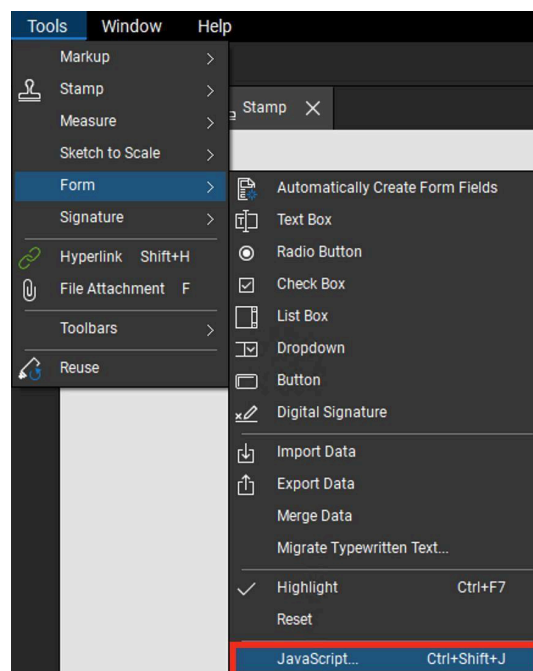 Tools Window Help
Markup
Stamp
Measure
Sketch to Scale
Form
Signature
Hyperlink Shift+H
File Attachment F
Toolbars
Reuse
Stamp
Automatically Create Form Fields
Text Box
Radio Button
Check Box
List Box
Dropdown
Button
Digital Signature
Import Data
Export Data
Merge Data
Migrate Typewritten Text...
Highlight Ctrl+F7
Reset
JavaScript... Ctrl+Shift+J